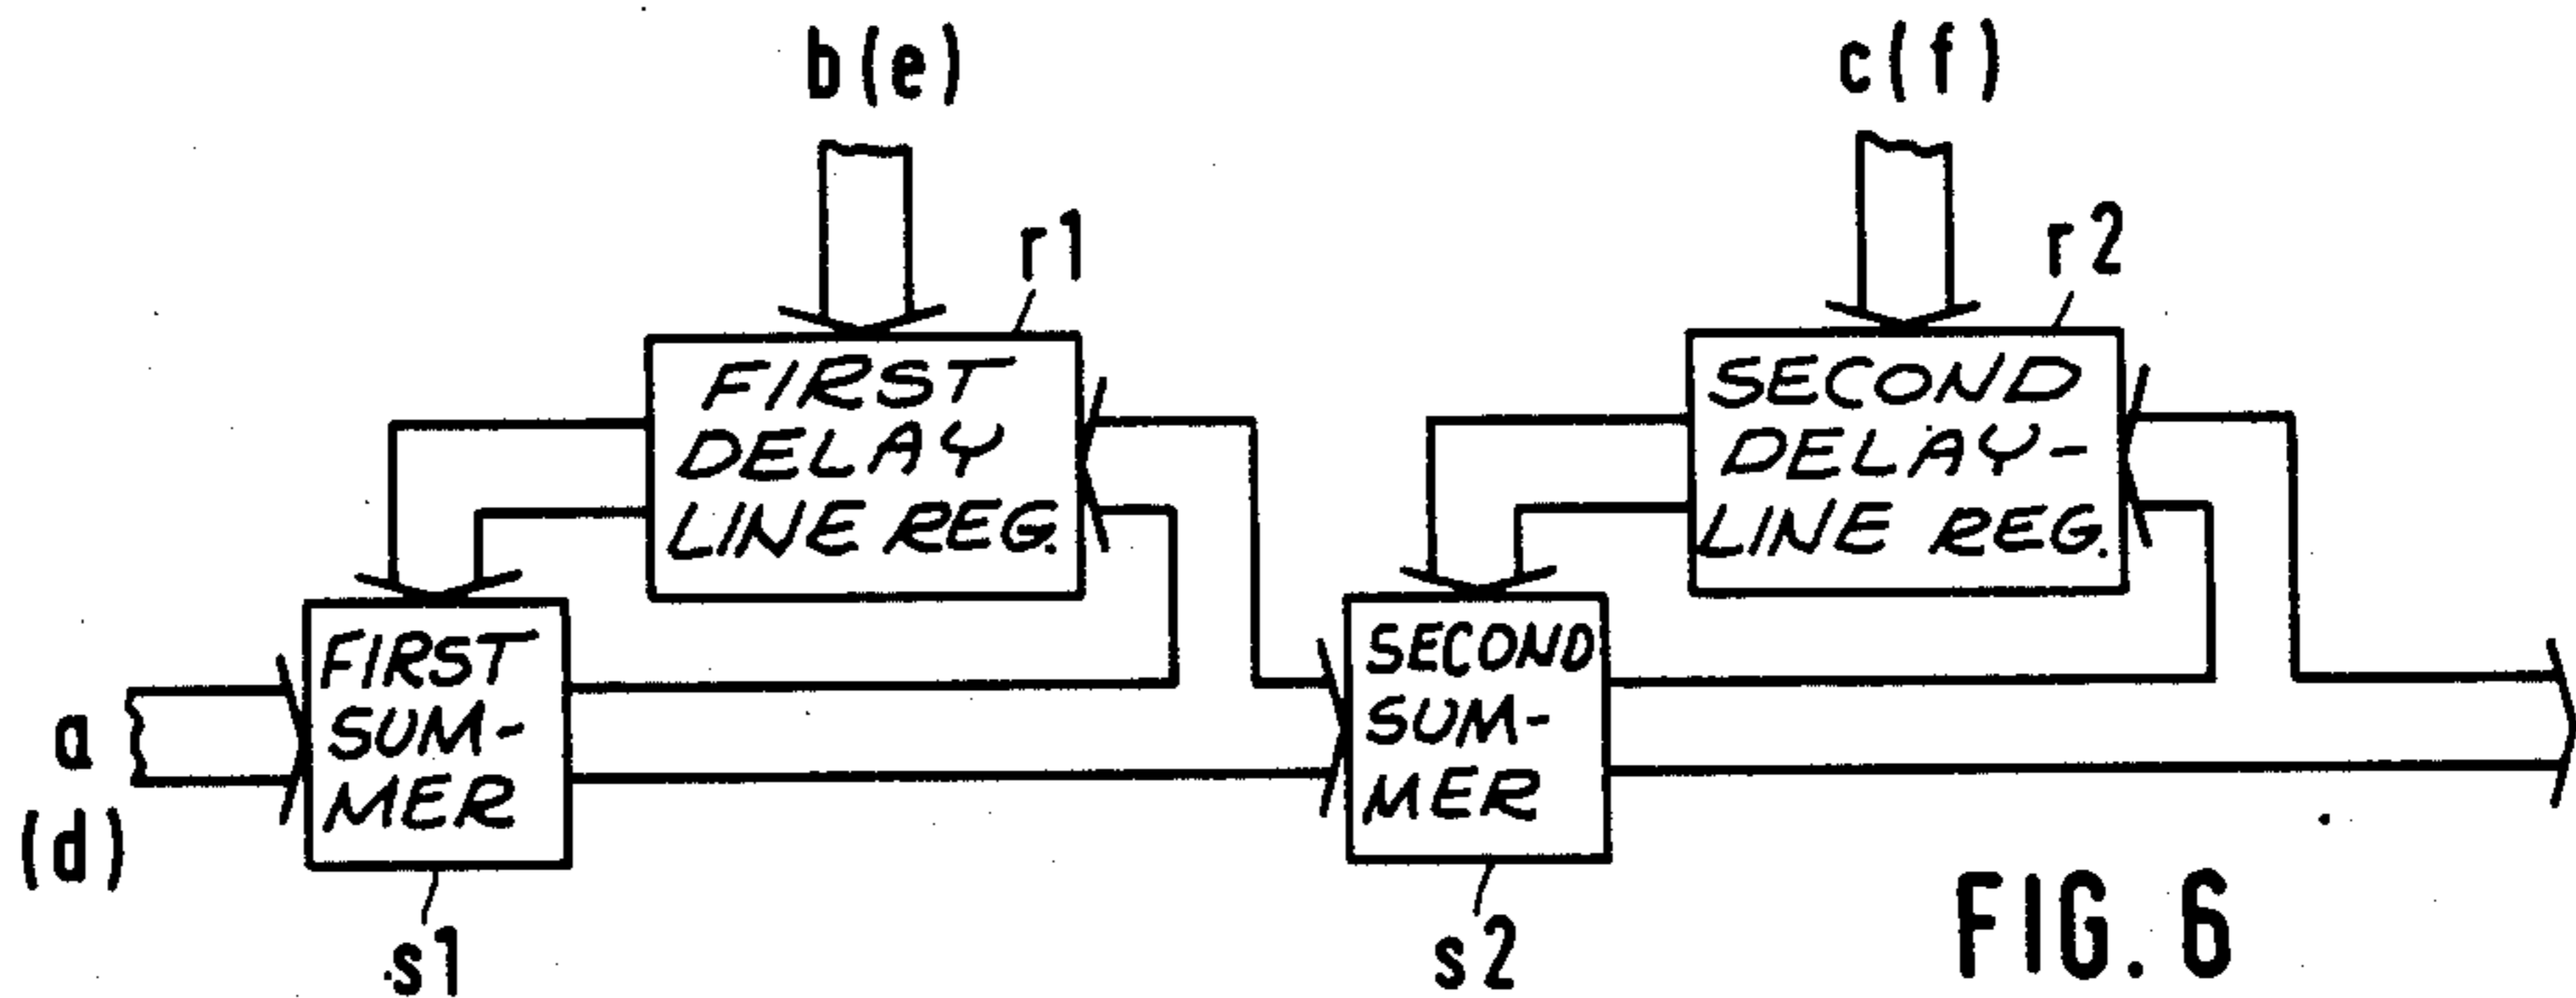 b(e)
c(f)
r1
r2
FIRST
DELAY
LINE REG.
SECOND
DELAY-
LINE REG.
FIRST
SUM-
MER
SECOND
SUM-
MER
a
(d)
s1
s2
FIG. 6